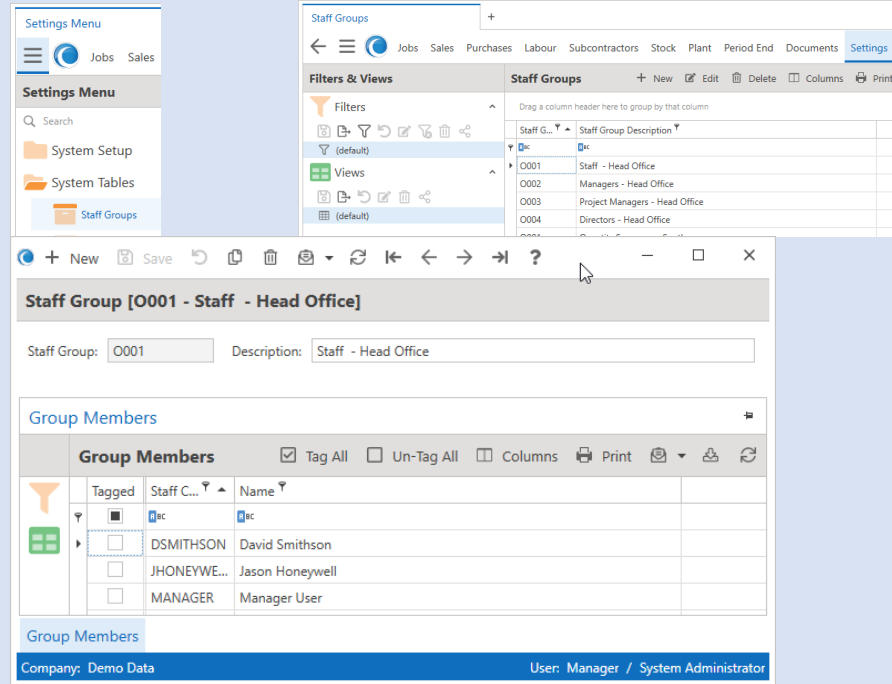 Settings Menu
Jobs Sales
Settings Menu
Search
System Setup
System Tables
Staff Groups
Staff Groups +
Jobs Sales Purchases Labour Subcontractors Stock Plant Period End Documents Settings
Filters & Views
Filters
(default)
Views
(default)
Staff Groups + New Edit Delete Columns Print
Drag a column header here to group by that column
Staff G... Staff Group Description
ABC ABC
O001 Staff - Head Office
O002 Managers - Head Office
O003 Project Managers - Head Office
O004 Directors - Head Office
+ New Save ?
Staff Group [O001 - Staff - Head Office]
Staff Group: O001 Description: Staff - Head Office
Group Members
Group Members Tag All Un-Tag All Columns Print
Tagged Staff C... Name
ABC ABC
DSMITHSON David Smithson
JHONEYWE... Jason Honeywell
MANAGER Manager User
Group Members
Company: Demo Data User: Manager / System Administrator